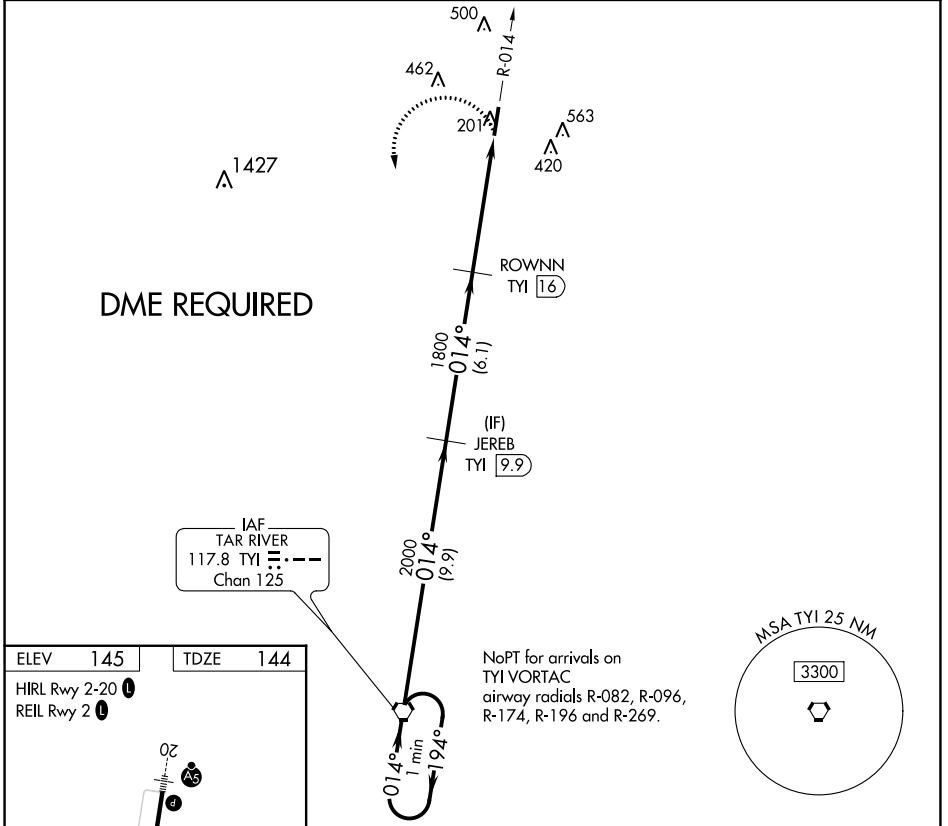 500
R-014
462
201
563
420
1427
ROWNN
TYI 16
DME REQUIRED
1800
014°
(6.1)
(IF)
JEREB
TYI 9.9
IAF
TAR RIVER
117.8 TYI
Chan 125
2000
014°
(9.9)
NoPT for arrivals on
TYI VORTAC
airway radials R-082, R-096,
R-174, R-196 and R-269.
MSA TYI 25 NM
3300
014°
1 min
194°
ELEV 145
TDZE 144
HIRL Rwy 2-20 L
REIL Rwy 2 L
20
A5
P